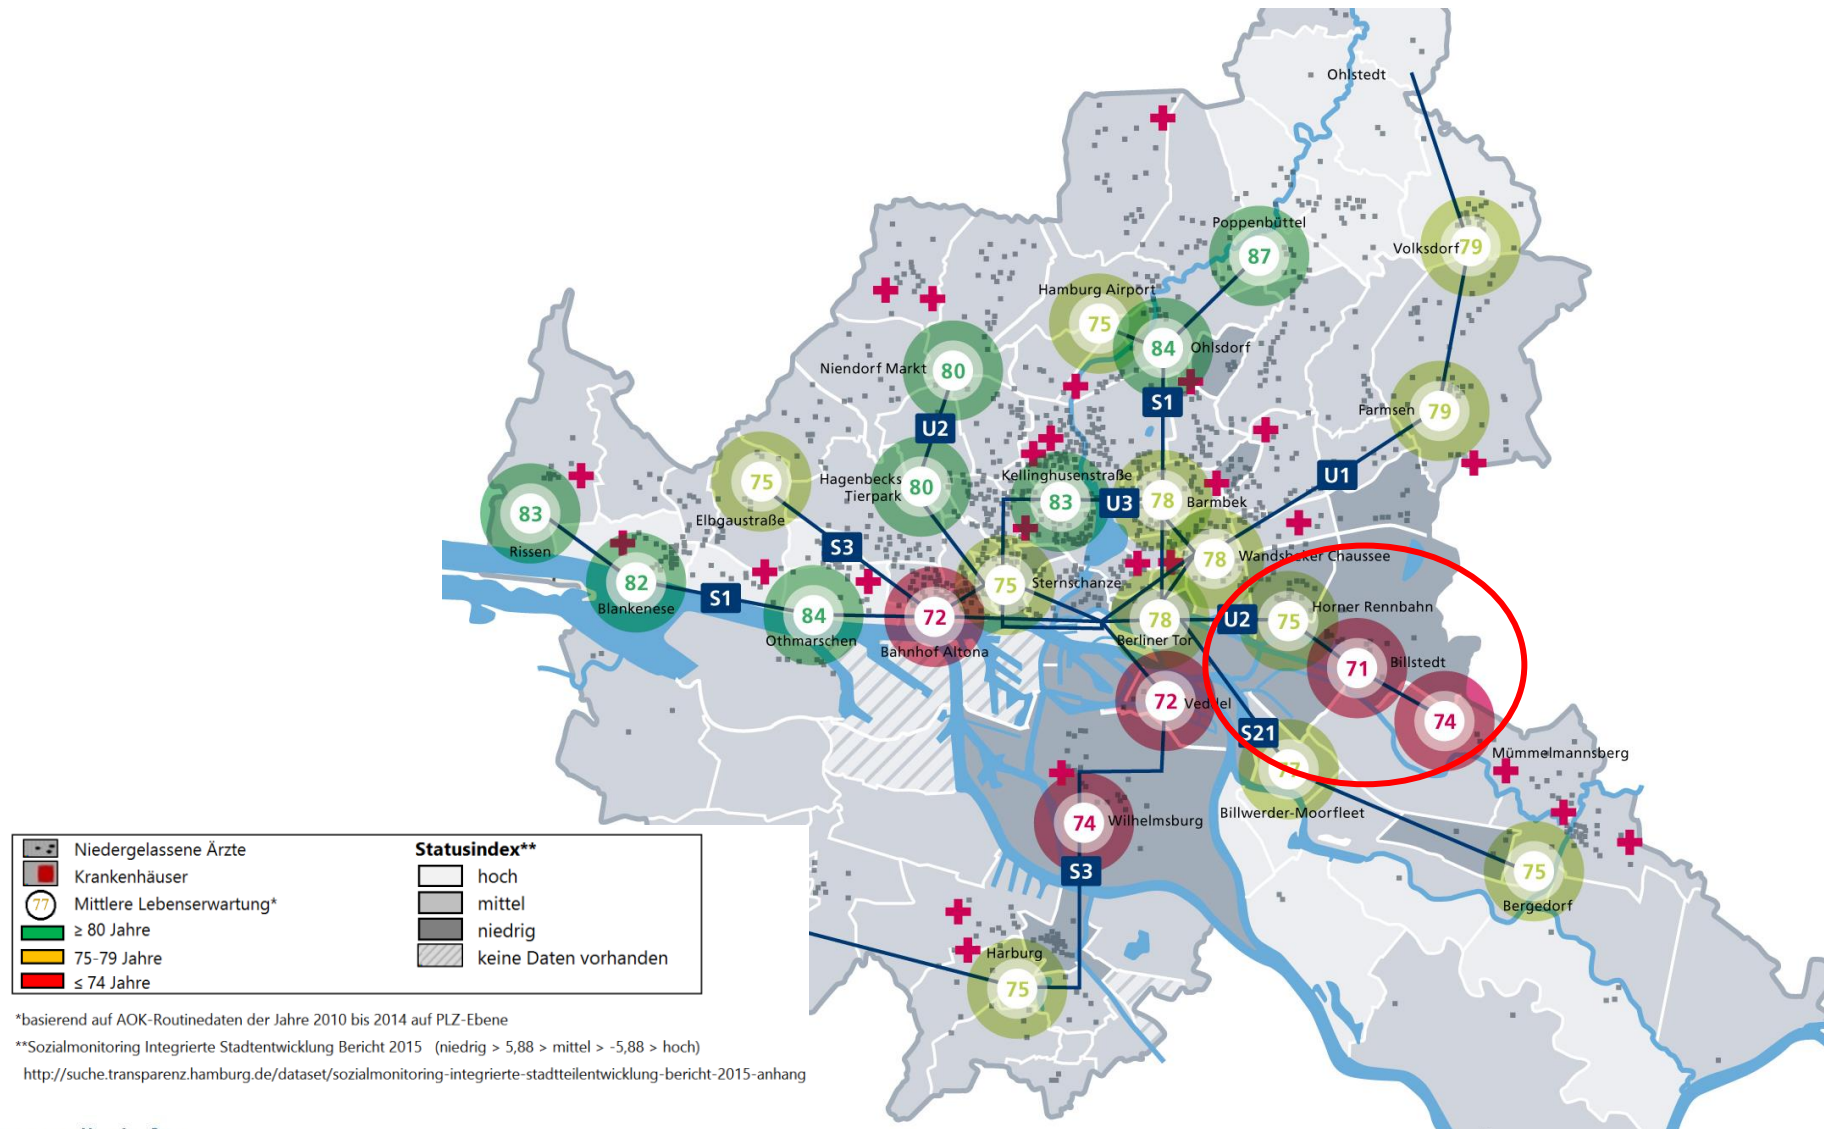 Ohlstedt
Poppenbüttel
87
Volksdorf 79
Hamburg Airport
75
84 Ohlsdorf
Niendorf Markt 80
S1
Farmsen 79
U2
Hagenbecks
Tierpark
80
75
Elbgaustraße
Kellinghusenstraße
83
U3
78
Barmbek
U1
83
Rissen
S3
78
Wandsbeker Chaussee
82
Blankenese
S1
84
Othmarschen
72
Bahnhof Altona
75
Sternschanze
78
Berliner Tor
U2
75
Horner Rennbahn
71
Billstedt
72 Veddel
74
Mümmelmannsberg
S21
77
Billwerder-Moorfleet
74 Wilhelmsburg
S3
75
Bergedorf
Harburg
75
Niedergelassene Ärzte
Krankenhäuser
77 Mittlere Lebenserwartung*
≥ 80 Jahre
75-79 Jahre
≤ 74 Jahre
Statusindex**
hoch
mittel
niedrig
keine Daten vorhanden
*basierend auf AOK-Routinedaten der Jahre 2010 bis 2014 auf PLZ-Ebene
**Sozialmonitoring Integrierte Stadtentwicklung Bericht 2015 (niedrig > 5,88 > mittel > -5,88 > hoch)
http://suche.transparenz.hamburg.de/dataset/sozialmonitoring-integrierte-stadtteilentwicklung-bericht-2015-anhang